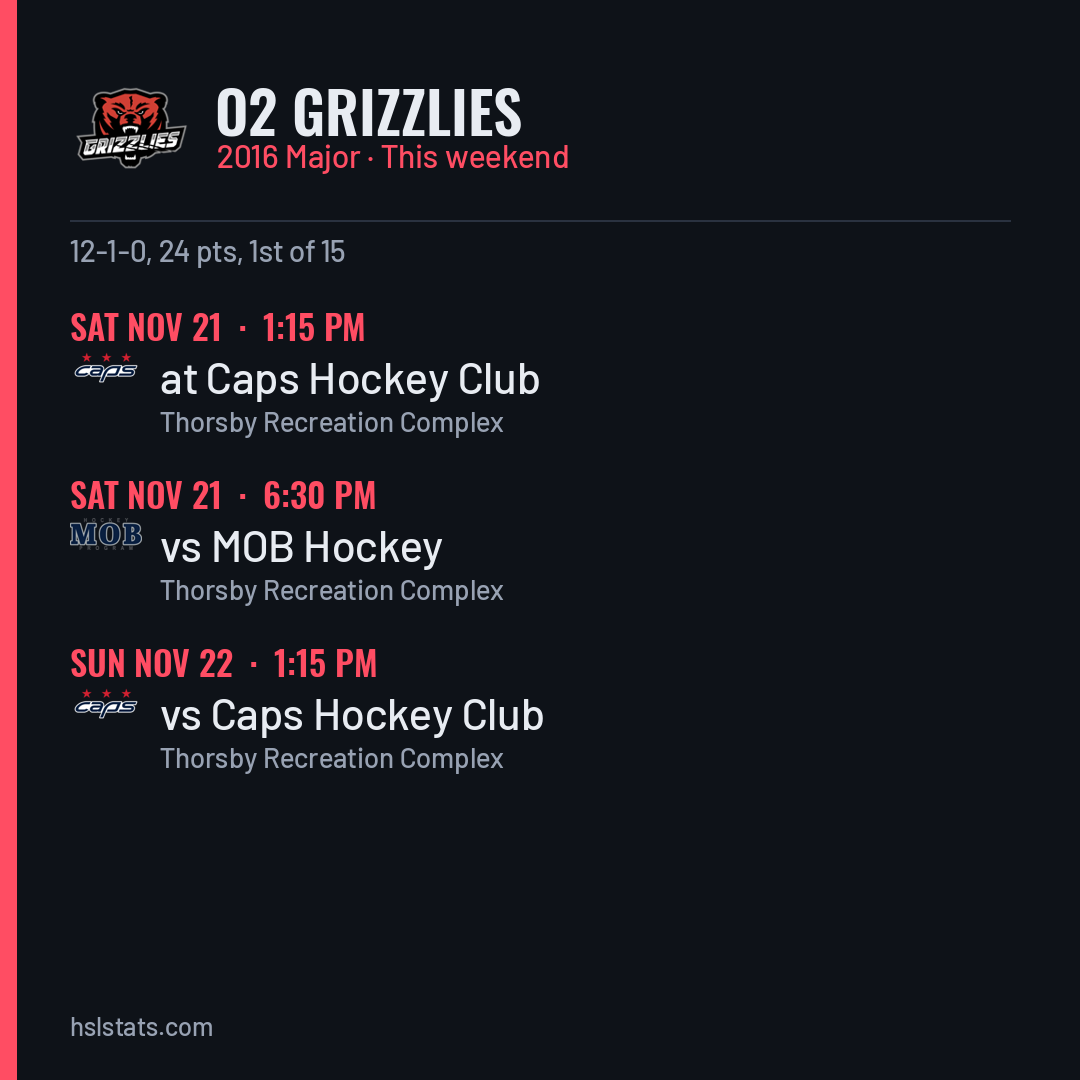 GRIZZLIES
O2 GRIZZLIES
2016 Major · This weekend
12-1-0, 24 pts, 1st of 15
SAT NOV 21 · 1:15 PM
caps
at Caps Hockey Club
Thorsby Recreation Complex
SAT NOV 21 · 6:30 PM
HOCKEY
MOB
PROGRAM
vs MOB Hockey
Thorsby Recreation Complex
SUN NOV 22 · 1:15 PM
caps
vs Caps Hockey Club
Thorsby Recreation Complex
hslstats.com